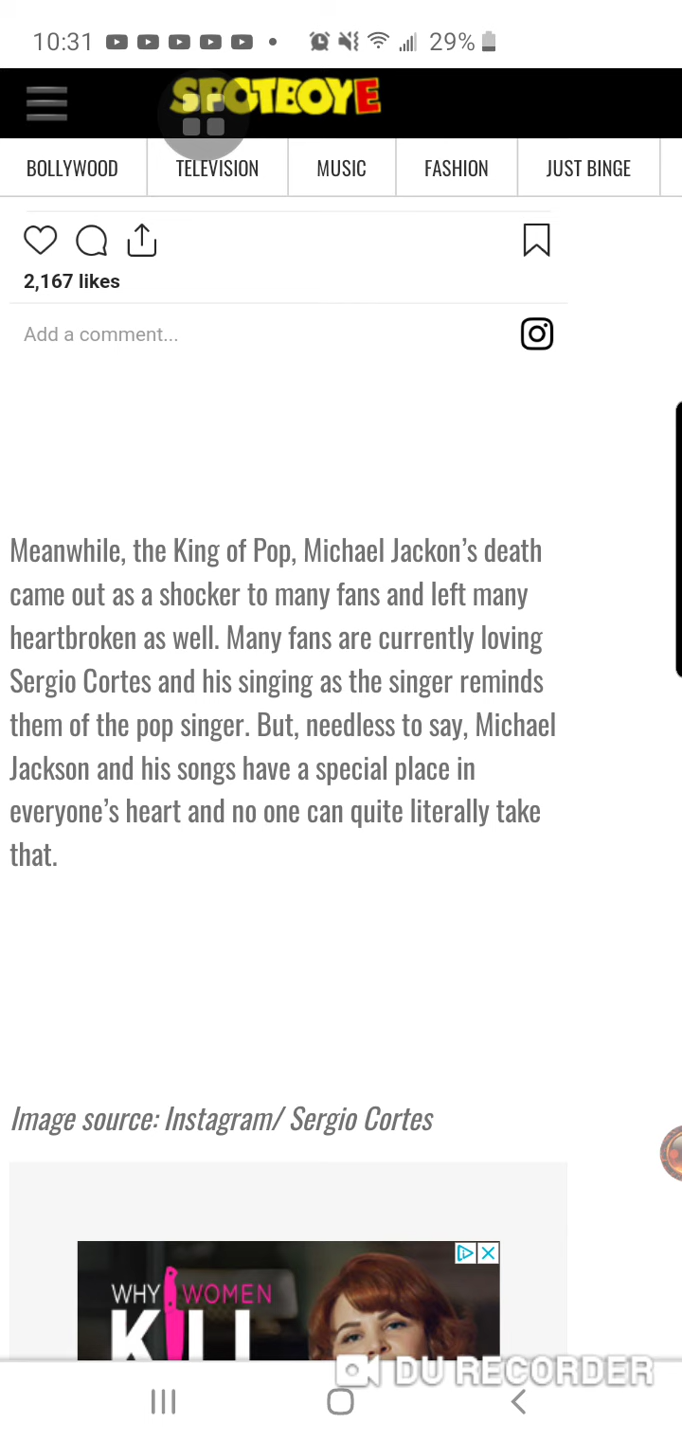 10:31 29%
SPOTBOYE
BOLLYWOOD TELEVISION MUSIC FASHION JUST BINGE
2,167 likes
Add a comment...
Meanwhile, the King of Pop, Michael Jackon’s death
came out as a shocker to many fans and left many
heartbroken as well. Many fans are currently loving
Sergio Cortes and his singing as the singer reminds
them of the pop singer. But, needless to say, Michael
Jackson and his songs have a special place in
everyone’s heart and no one can quite literally take
that.
Image source: Instagram/ Sergio Cortes
WHY WOMEN
KILL
DU RECORDER